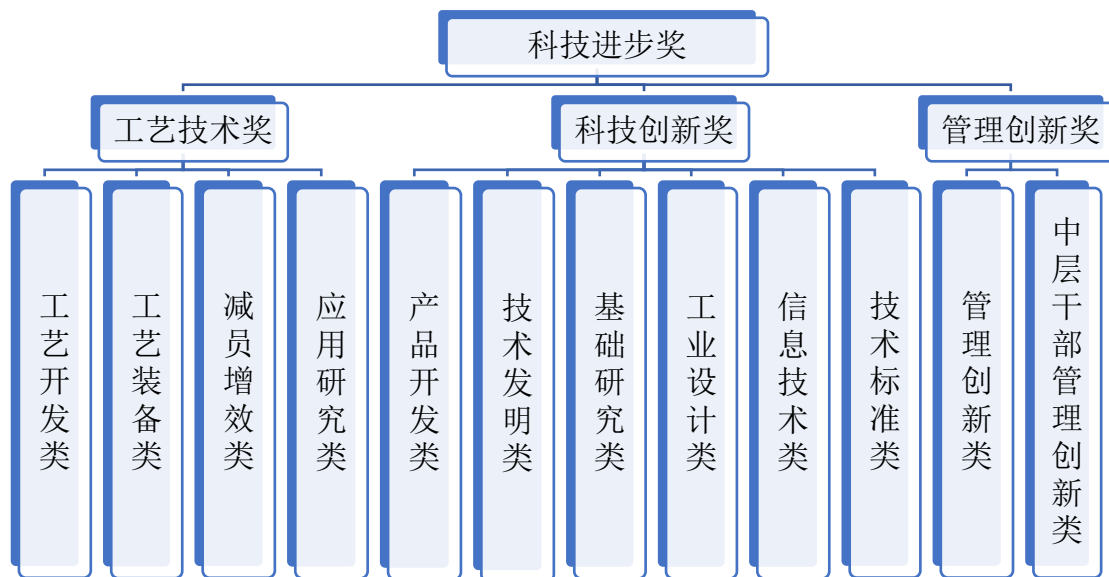 科技进步奖
工艺技术奖
科技创新奖
管理创新奖
工艺开发类
工艺装备类
减员增效类
应用研究类
产品开发类
技术发明类
基础研究类
工业设计类
信息技术类
技术标准类
管理创新类
中层干部管理创新类